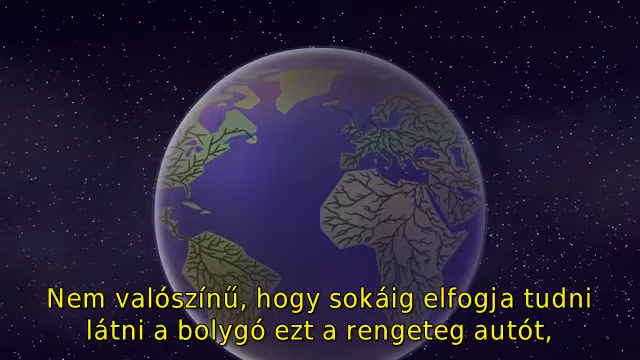 Nem valószínű, hogy sokáig elfogja tudni
látni a bolygó ezt a rengeteg autót,